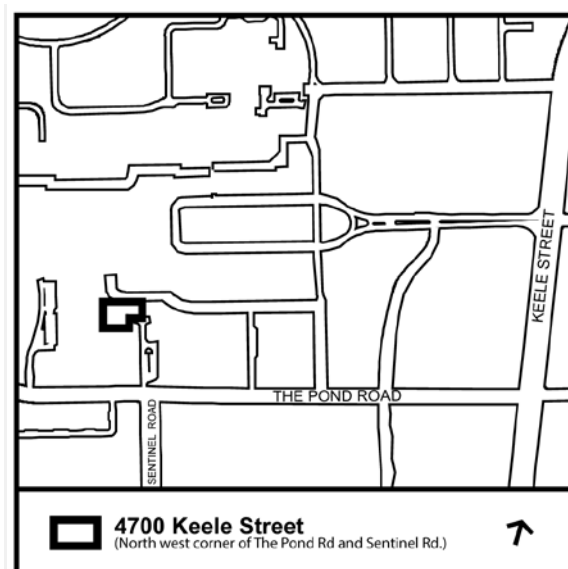 KEELE STREET
THE POND ROAD
SENTINEL ROAD
4700 Keele Street
(North west corner of The Pond Rd and Sentinel Rd.)